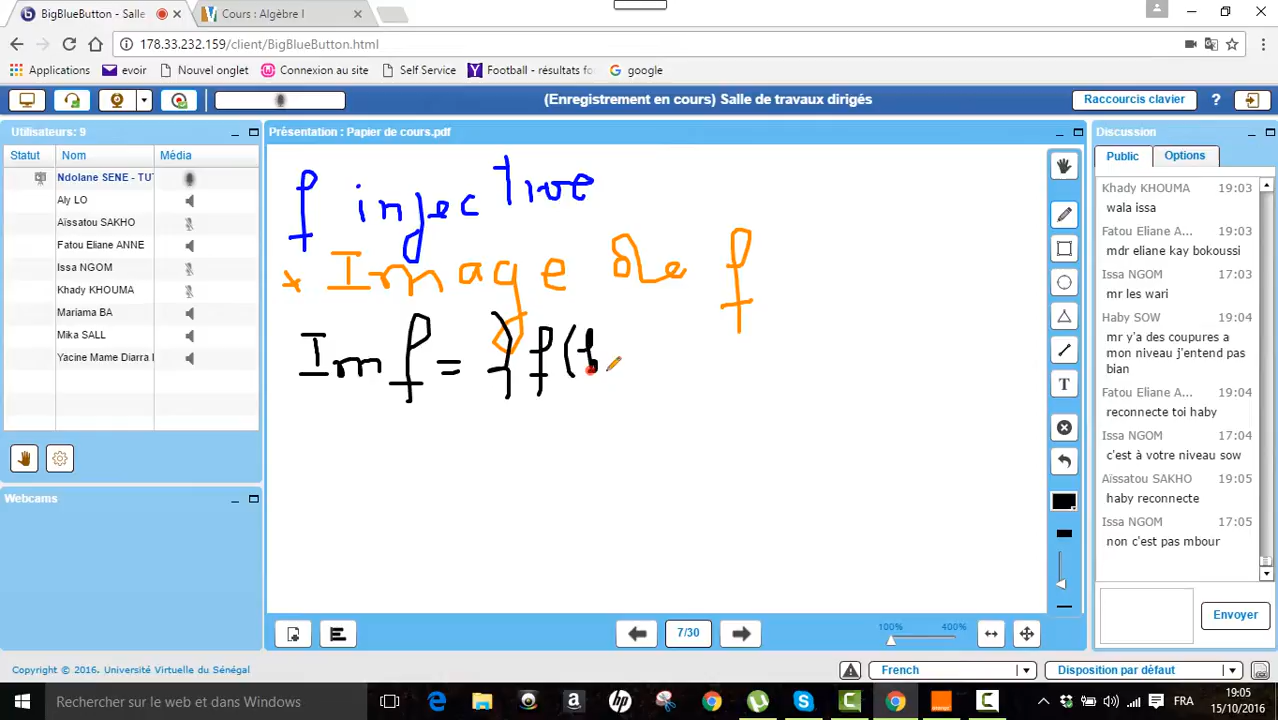 BigBlueButton - Salle
Cours : Algèbre I
178.33.232.159/client/BigBlueButton.html
Applications evoir Nouvel onglet Connexion au site Self Service Football - résultats fo google
(Enregistrement en cours) Salle de travaux dirigés
Raccourcis clavier ?
Utilisateurs: 9
Statut Nom Média
Ndolane SENE - TU
Aly LO
Aïssatou SAKHO
Fatou Eliane ANNE
Issa NGOM
Khady KHOUMA
Mariama BA
Mika SALL
Yacine Mame Diarra
Webcams
Présentation : Papier de cours.pdf
f injective
* Image de f
Im f = } f(
T
7/30
100% 400%
Discussion
Public Options
Khady KHOUMA 19:03
wala issa
Fatou Eliane A... 19:03
mdr eliane kay bokoussi
Issa NGOM 17:03
mr les wari
Haby SOW 17:04
mr y'a des coupures a
mon niveau j'entend pas
bian
Fatou Eliane A... 19:04
reconnecte toi haby
Issa NGOM 17:04
c'est à votre niveau sow
Aïssatou SAKHO 19:05
haby reconnecte
Issa NGOM 17:05
non c'est pas mbour
Envoyer
Copyright © 2016. Université Virtuelle du Sénégal
French
Disposition par défaut
Rechercher sur le web et dans Windows
FRA
19:05
15/10/2016